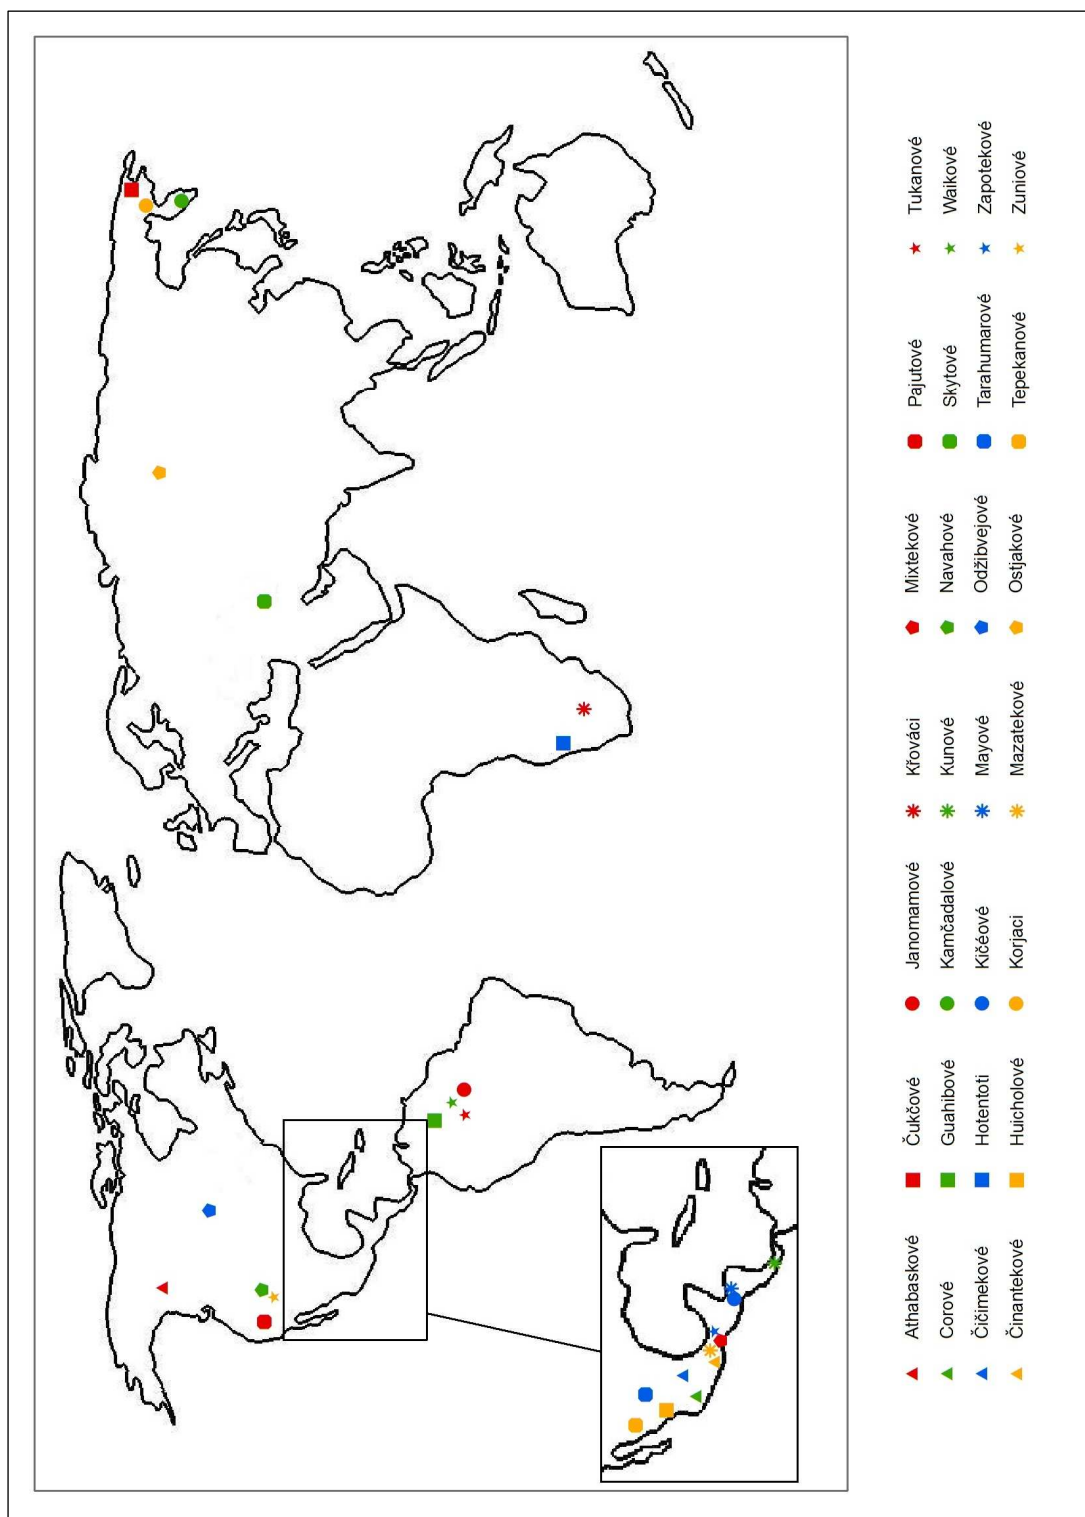 Athabaskové Čukčové Janomamové Křováci Mixtekové Pajutové Tukanové
Corové Guahibové Kamčadalové Kunové Navahové Skytové Waikové
Čičimekové Hotentoti Kičéové Mayové Odžibvejové Tarahumarové Zapotekové
Činantekové Huicholové Korjaci Mazatekové Ostjakové Tepekanové Zuniové